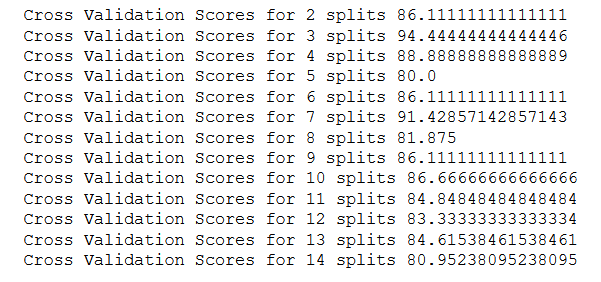 Cross Validation Scores for 2 splits 86.11111111111111
Cross Validation Scores for 3 splits 94.44444444444446
Cross Validation Scores for 4 splits 88.88888888888889
Cross Validation Scores for 5 splits 80.0
Cross Validation Scores for 6 splits 86.11111111111111
Cross Validation Scores for 7 splits 91.42857142857143
Cross Validation Scores for 8 splits 81.875
Cross Validation Scores for 9 splits 86.11111111111111
Cross Validation Scores for 10 splits 86.66666666666666
Cross Validation Scores for 11 splits 84.84848484848484
Cross Validation Scores for 12 splits 83.33333333333334
Cross Validation Scores for 13 splits 84.61538461538461
Cross Validation Scores for 14 splits 80.95238095238095